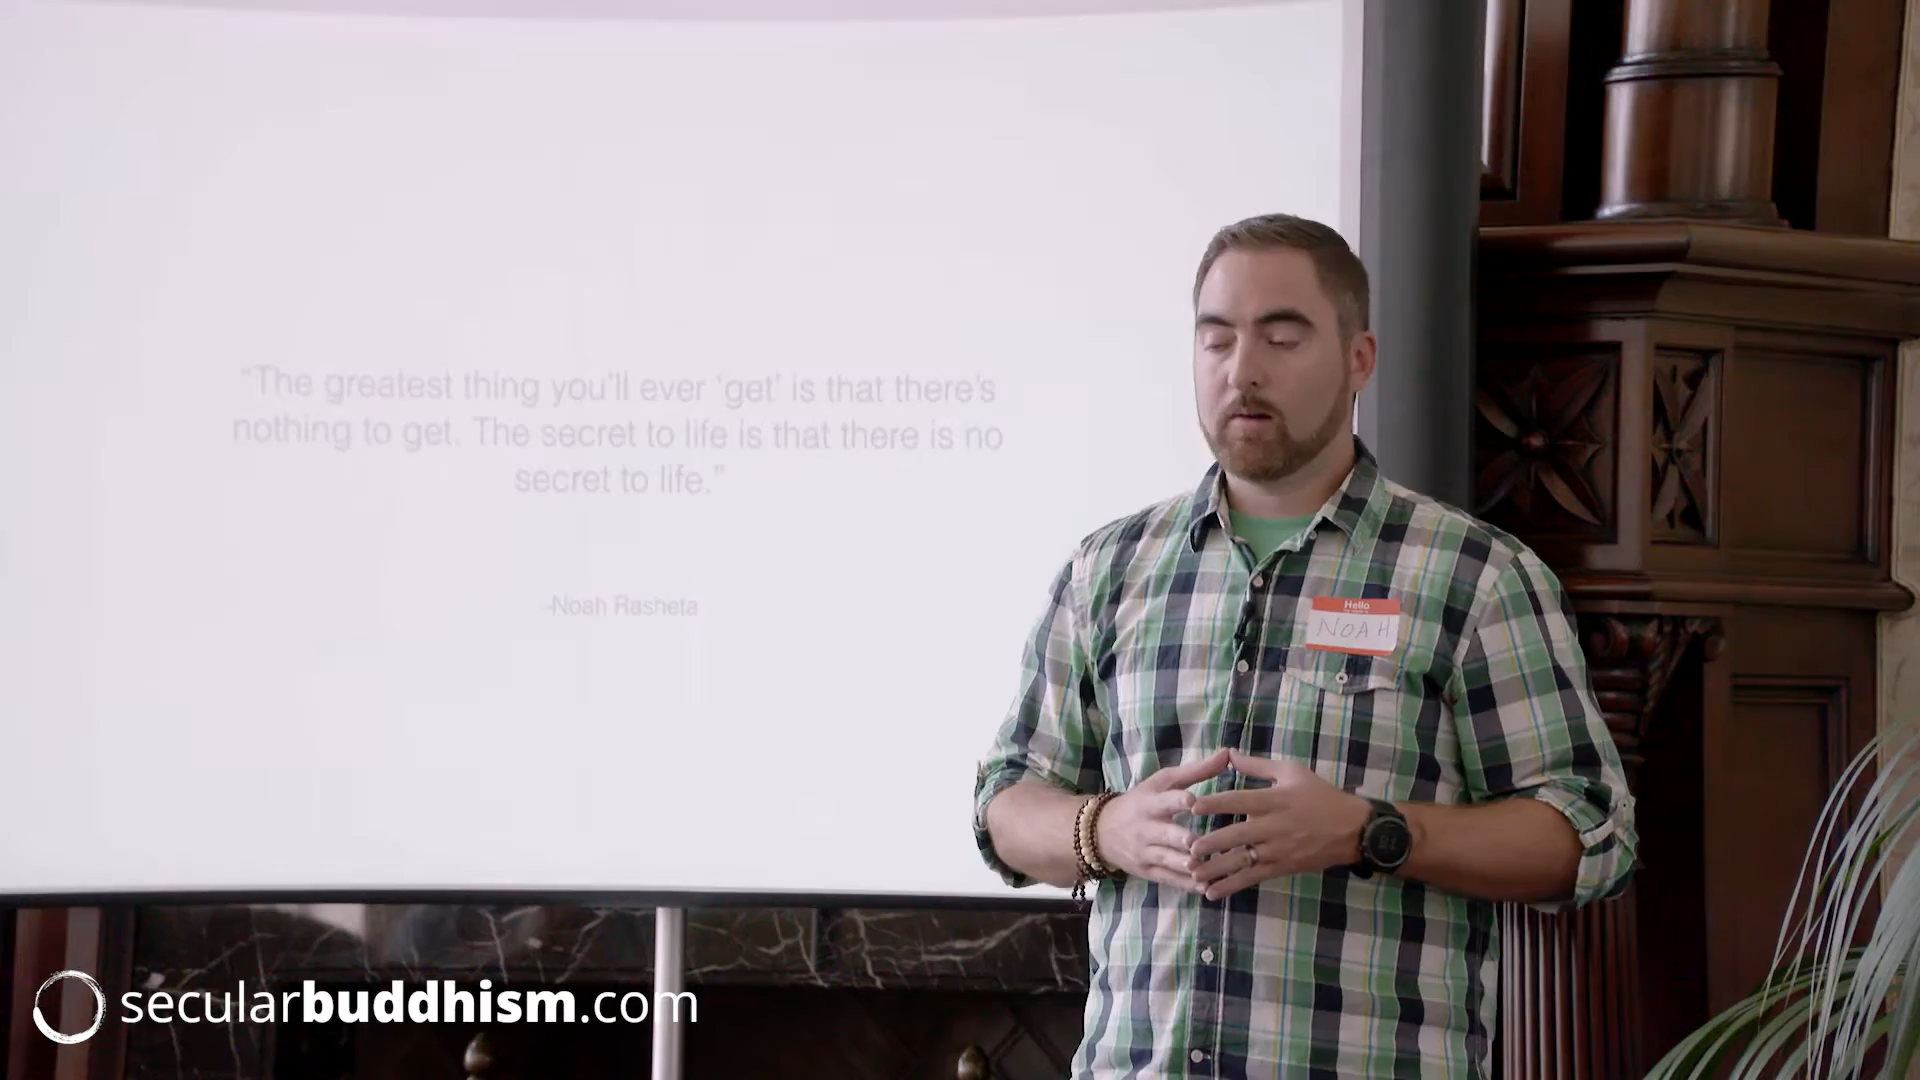 “The greatest thing you’ll ever ‘get’ is that there’s
nothing to get. The secret to life is that there is no
secret to life.”
-Noah Rasheta
Hello
NOAH
secularbuddhism.com